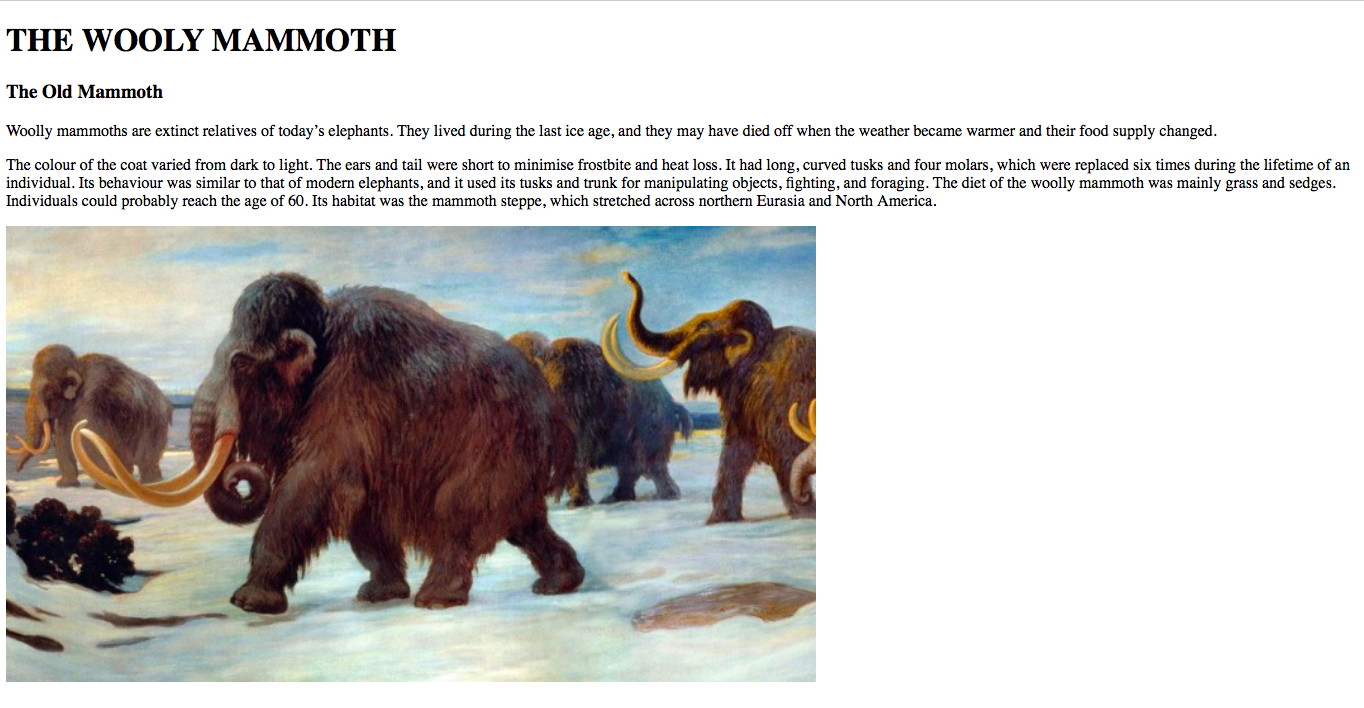 THE WOOLY MAMMOTH
The Old Mammoth
Woolly mammoths are extinct relatives of today’s elephants. They lived during the last ice age, and they may have died off when the weather became warmer and their food supply changed.
The colour of the coat varied from dark to light. The ears and tail were short to minimise frostbite and heat loss. It had long, curved tusks and four molars, which were replaced six times during the lifetime of an
individual. Its behaviour was similar to that of modern elephants, and it used its tusks and trunk for manipulating objects, fighting, and foraging. The diet of the woolly mammoth was mainly grass and sedges.
Individuals could probably reach the age of 60. Its habitat was the mammoth steppe, which stretched across northern Eurasia and North America.